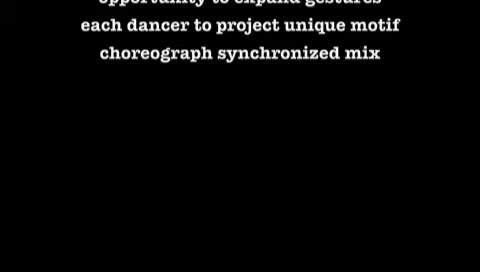 opportunity to expand gestures
each dancer to project unique motif
choreograph synchronized mix